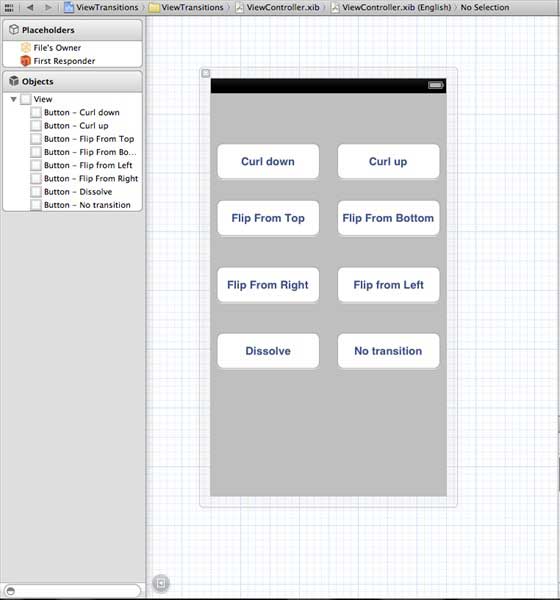 ViewTransitions
ViewTransitions
ViewController.xib
ViewController.xib (English)
No Selection
Placeholders
File's Owner
First Responder
Objects
View
Button - Curl down
Button - Curl up
Button - Flip From Top
Button - Flip From Bo...
Button - Flip from Left
Button - Flip From Right
Button - Dissolve
Button - No transition
Curl down
Curl up
Flip From Top
Flip From Bottom
Flip From Right
Flip from Left
Dissolve
No transition